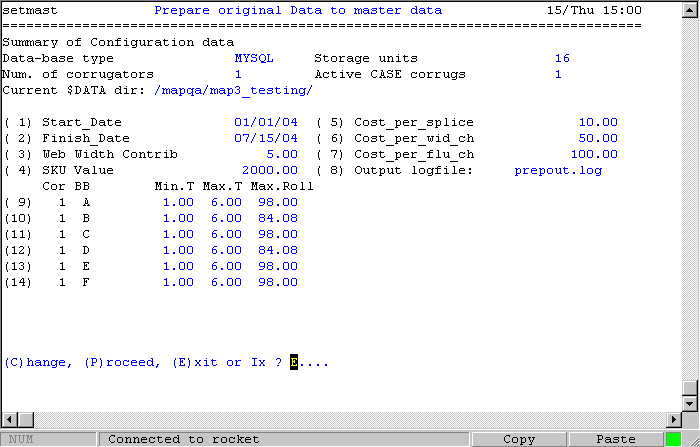 setmast Prepare original Data to master data 15/Thu 15:00
================================================================================
Summary of Configuration data
Data-base type MYSQL Storage units 16
Num. of corrugators 1 Active CASE corrugs 1
Current $DATA dir: /mapqa/map3_testing/
( 1) Start_Date 01/01/04 ( 5) Cost_per_splice 10.00
( 2) Finish_Date 07/15/04 ( 6) Cost_per_wid_ch 50.00
( 3) Web Width Contrib 5.00 ( 7) Cost_per_flu_ch 100.00
( 4) SKU Value 2000.00 ( 8) Output logfile: prepout.log
Cor BB Min.T Max.T Max.Roll
( 9) 1 A 1.00 6.00 98.00
(10) 1 B 1.00 6.00 84.08
(11) 1 C 1.00 6.00 98.00
(12) 1 D 1.00 6.00 84.08
(13) 1 E 1.00 6.00 98.00
(14) 1 F 1.00 6.00 98.00
(C)hange, (P)roceed, (E)xit or Ix ? E....
NUM Connected to rocket Copy Paste